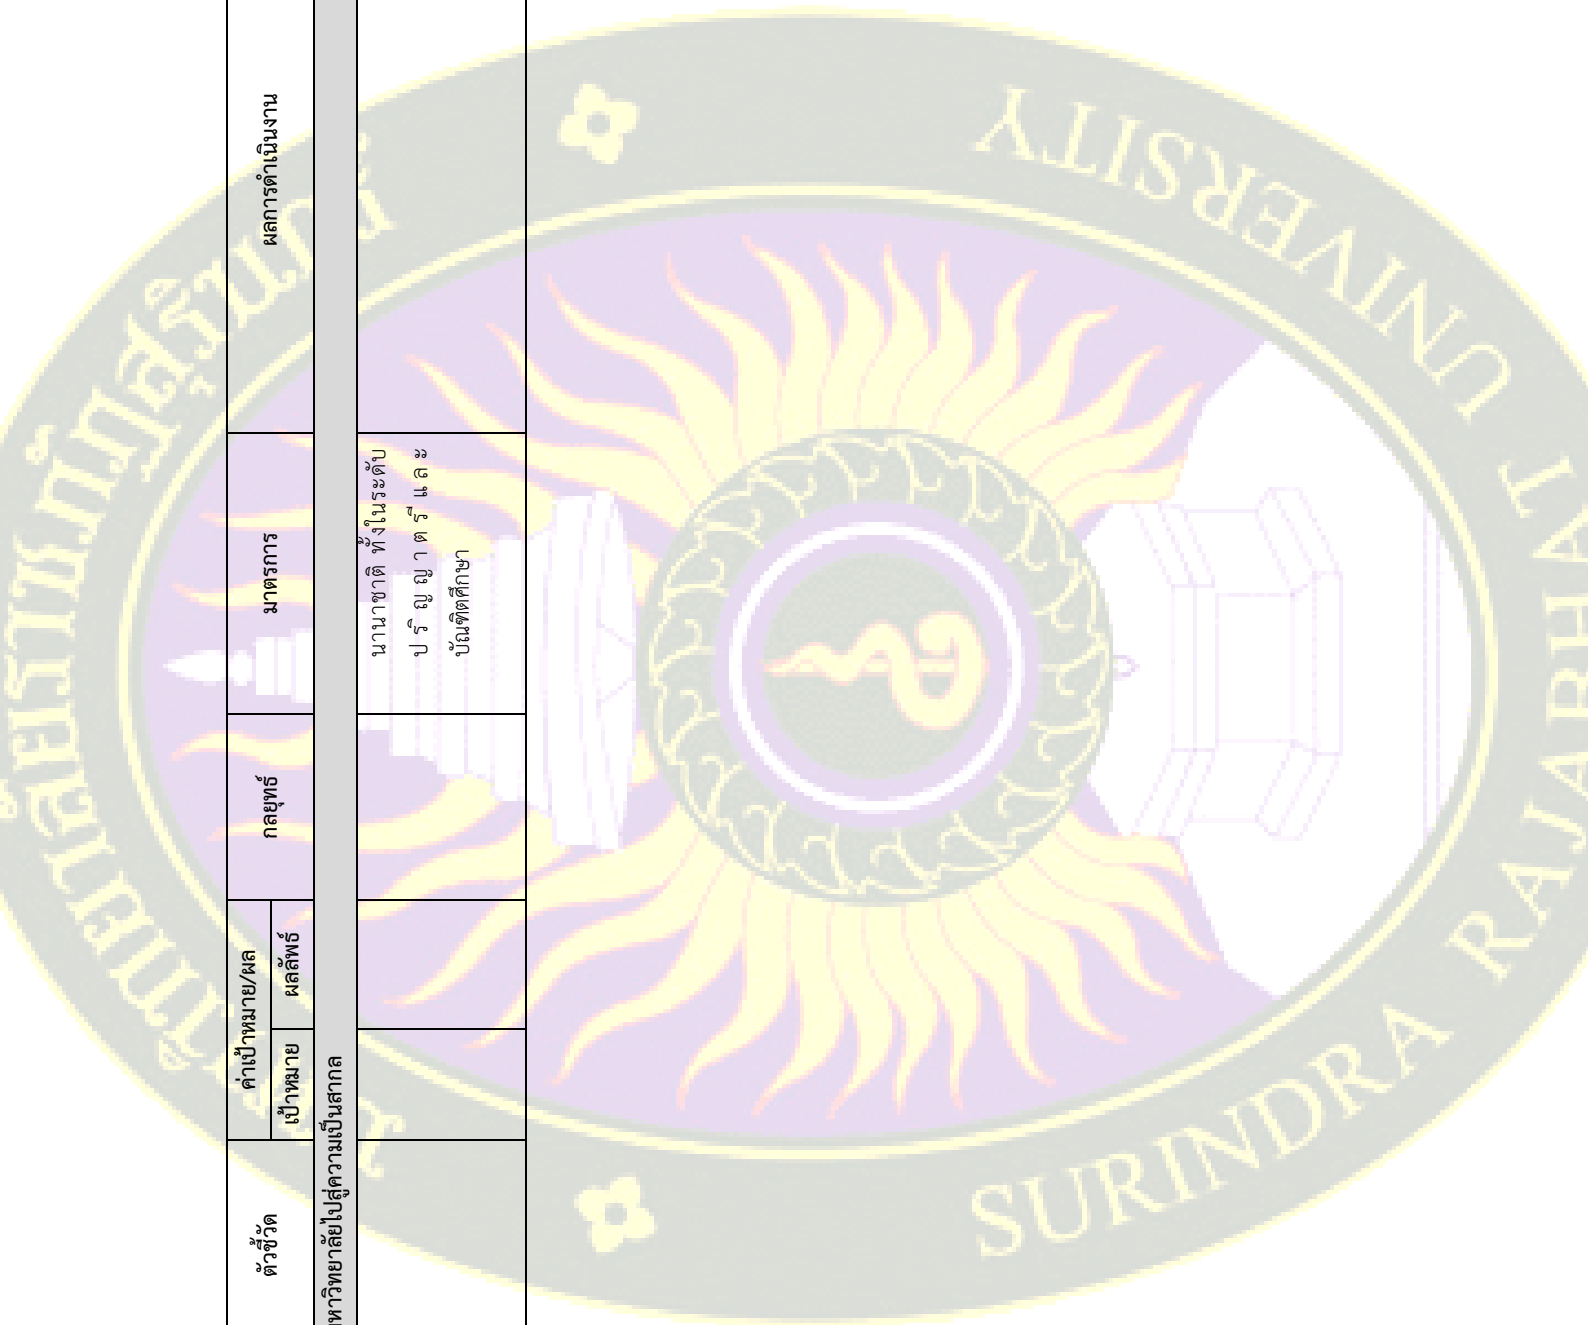 ตัวชี้วัด
ค่าเป้าหมาย/ผล
เป้าหมาย
ผลลัพธ์
กลยุทธ์
มาตรการ
ผลการดำเนินงาน
หาวิทยาลัยไปสู่ความเป็นสากล
นานาชาติ ทั้งในระดับ
ปริญญาตรีและ
บัณฑิตศึกษา
SURINDRA RAJABHAT UNIVERSITY